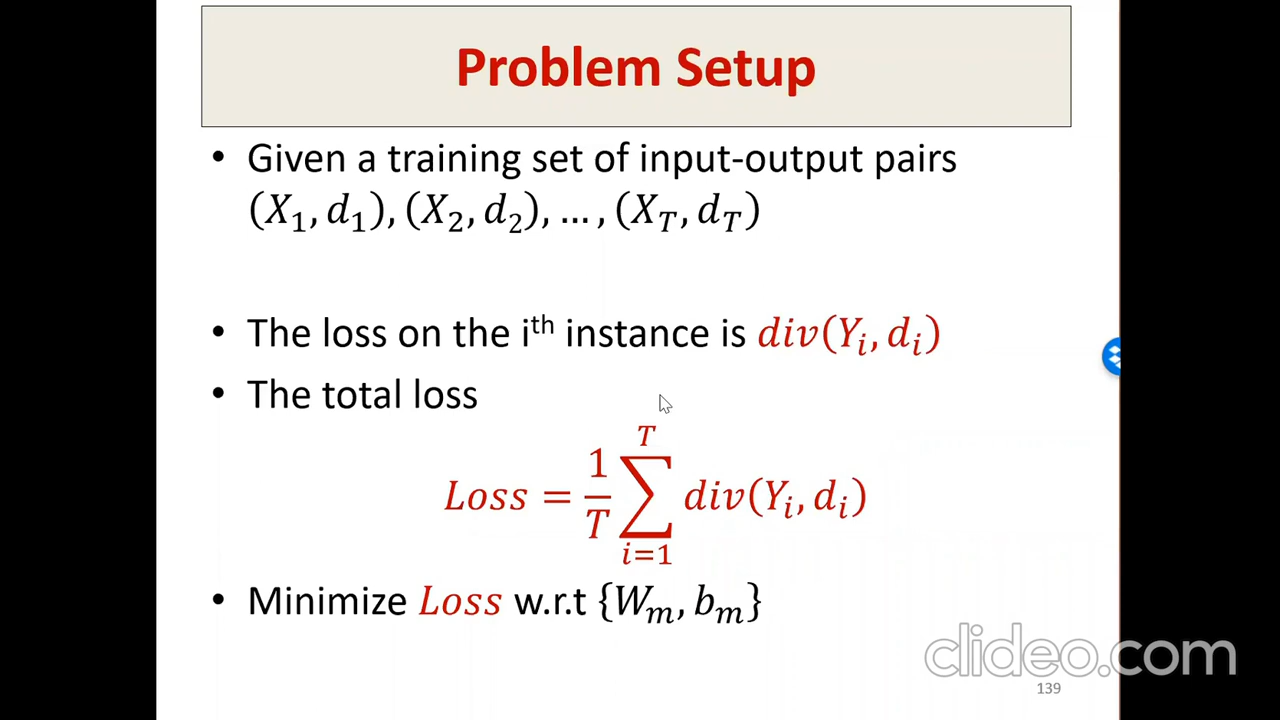 Problem Setup
• Given a training set of input-output pairs
(X₁, d₁), (X₂, d₂), … , (X_T, d_T)
• The loss on the iᵗʰ instance is div(Yᵢ, dᵢ)
• The total loss
Loss = 1/T ∑_{i=1}^{T} div(Yᵢ, dᵢ)
• Minimize Loss w.r.t {Wₘ, bₘ}
clideo.com
139